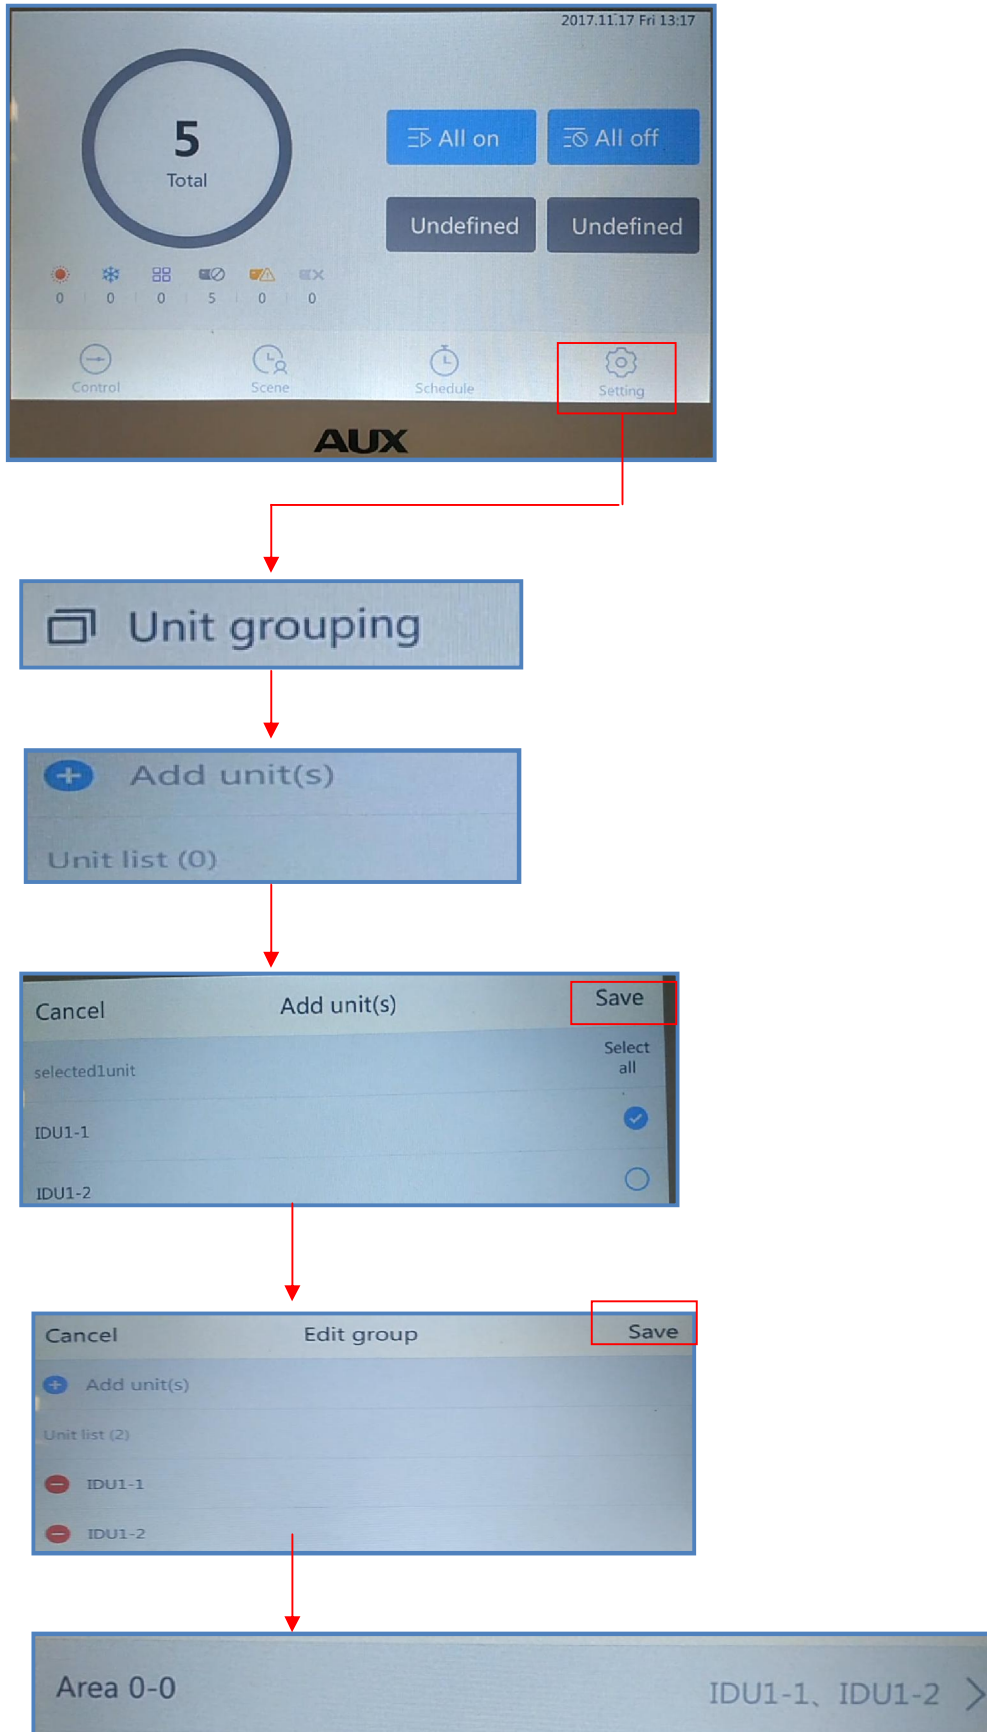 2017.11.17 Fri 13:17
5
Total
All on
All off
Undefined
Undefined
0 0 0 5 0 0
Control
Scene
Schedule
Setting
AUX
Unit grouping
Add unit(s)
Unit list (0)
Cancel
Add unit(s)
Save
selected1unit
Select
all
IDU1-1
IDU1-2
Cancel
Edit group
Save
Add unit(s)
Unit list (2)
IDU1-1
IDU1-2
Area 0-0
IDU1-1、IDU1-2